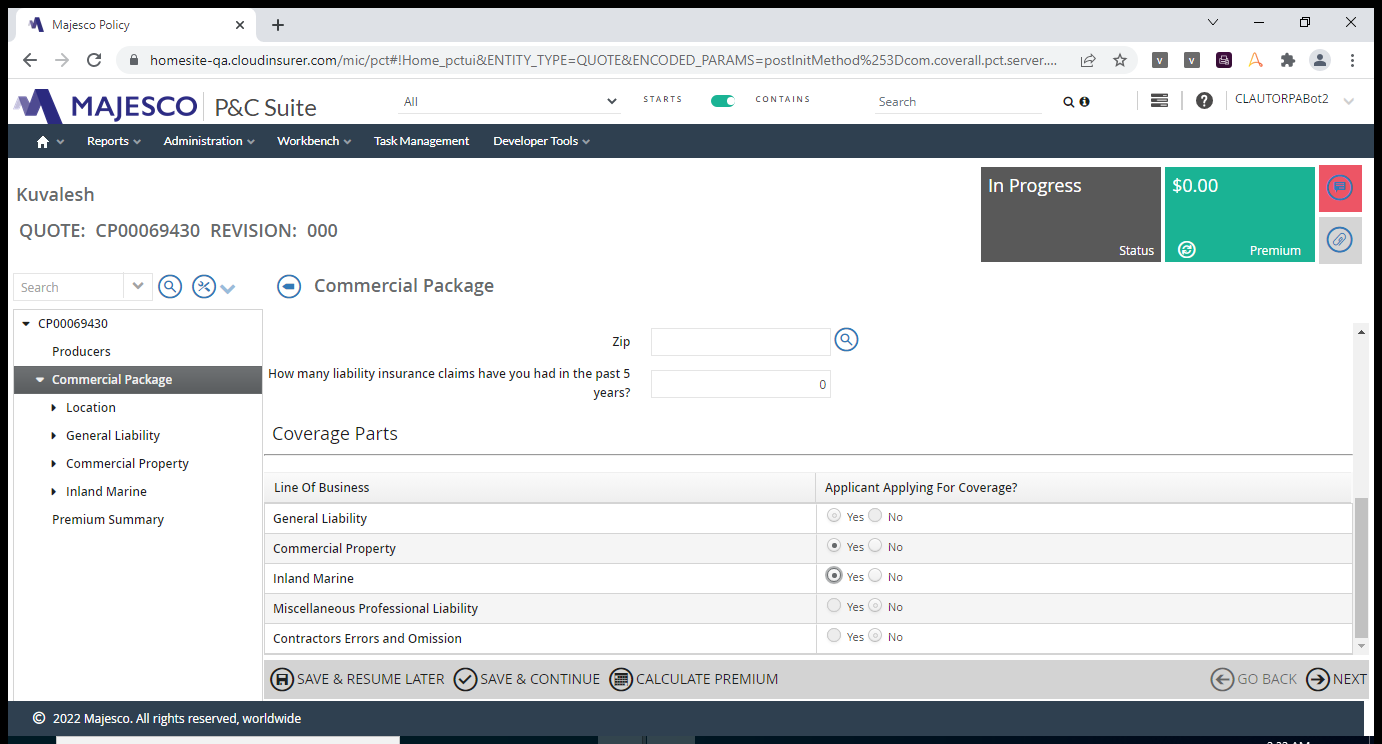 Majesco Policy
homesite-qa.cloudinsurer.com/mic/pct#!Home_pctui&ENTITY_TYPE=QUOTE&ENCODED_PARAMS=postInitMethod%253Dcom.coverall.pct.server....
MAJESCO P&C Suite All STARTS CONTAINS Search CLAUTORPABot2
Reports Administration Workbench Task Management Developer Tools
Kuvalesh
QUOTE: CP00069430 REVISION: 000
In Progress
Status
$0.00
Premium
Search
Commercial Package
CP00069430
Producers
Commercial Package
Location
General Liability
Commercial Property
Inland Marine
Premium Summary
Zip
How many liability insurance claims have you had in the past 5
years?
0
Coverage Parts
Line Of Business Applicant Applying For Coverage?
General Liability Yes No
Commercial Property Yes No
Inland Marine Yes No
Miscellaneous Professional Liability Yes No
Contractors Errors and Omission Yes No
SAVE & RESUME LATER SAVE & CONTINUE CALCULATE PREMIUM GO BACK NEXT
© 2022 Majesco. All rights reserved, worldwide